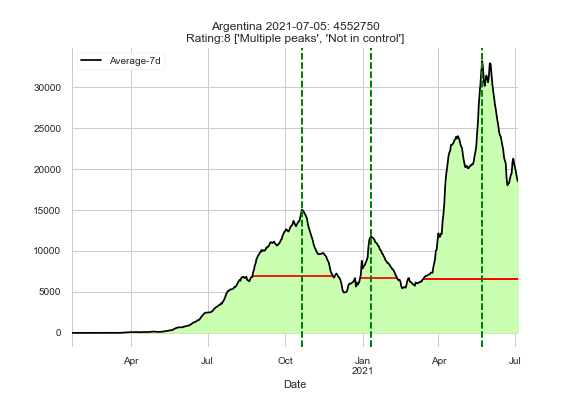 Argentina 2021-07-05: 4552750
Rating:8 ['Multiple peaks', 'Not in control']
Average-7d
30000
25000
20000
15000
10000
5000
0
Apr Jul Oct Jan Apr Jul
2021
Date